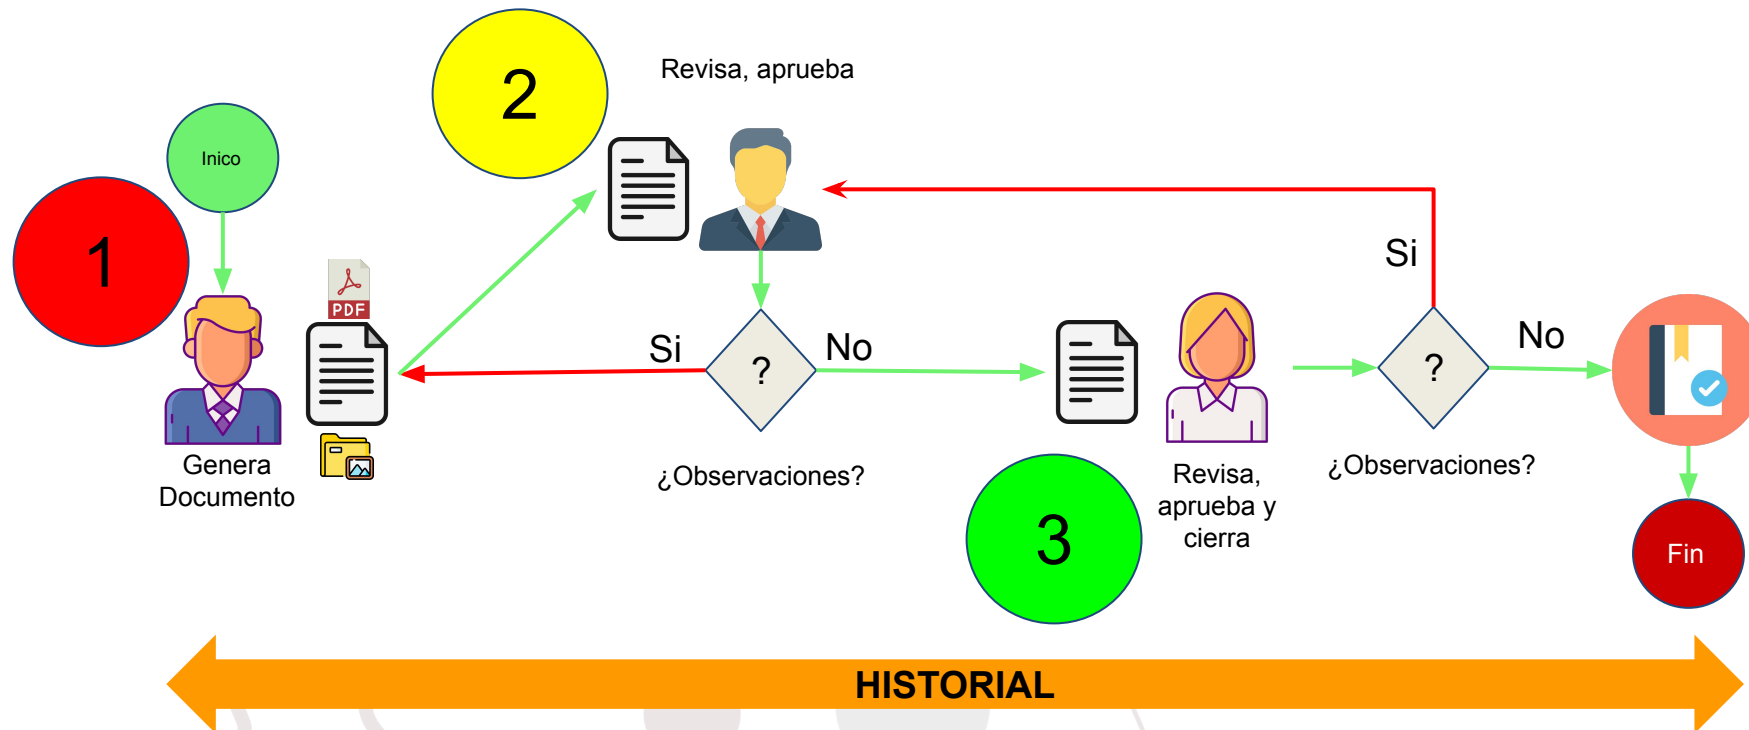 2
Revisa, aprueba
Inico
1
PDF
Genera
Documento
Si
?
No
¿Observaciones?
3
Revisa,
aprueba y
cierra
Si
?
No
¿Observaciones?
Fin
HISTORIAL